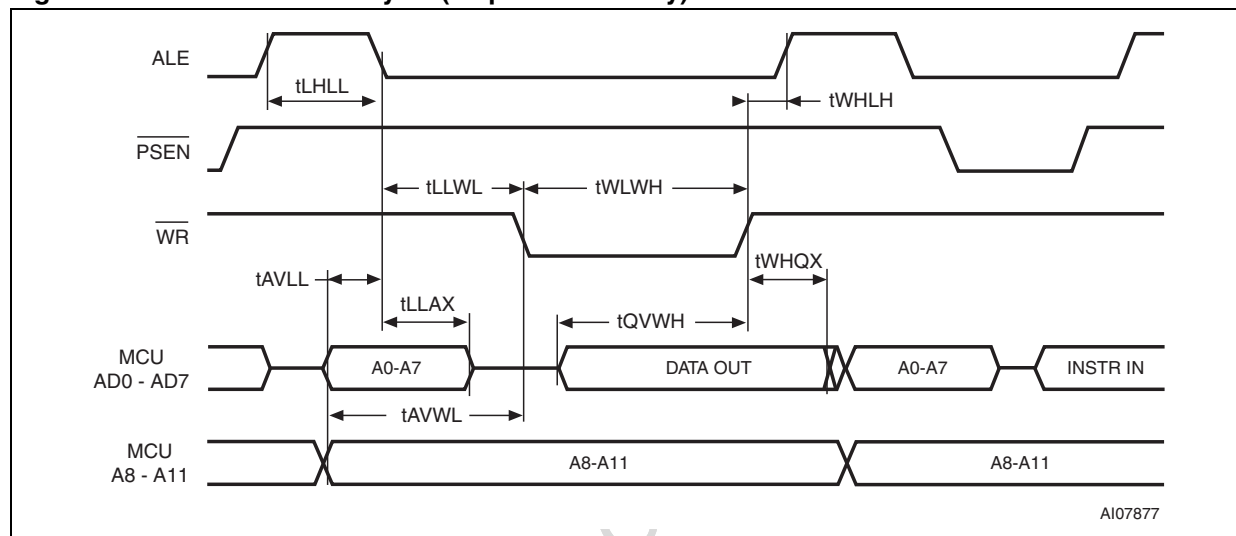 ALE
tLHLL
tWHLH
PSEN
tLLWL
tWLWH
WR
tWHQX
tAVLL
tLLAX
tQVWH
MCU
AD0 - AD7
A0-A7
DATA OUT
A0-A7
INSTR IN
tAVWL
MCU
A8 - A11
A8-A11
A8-A11
AI07877